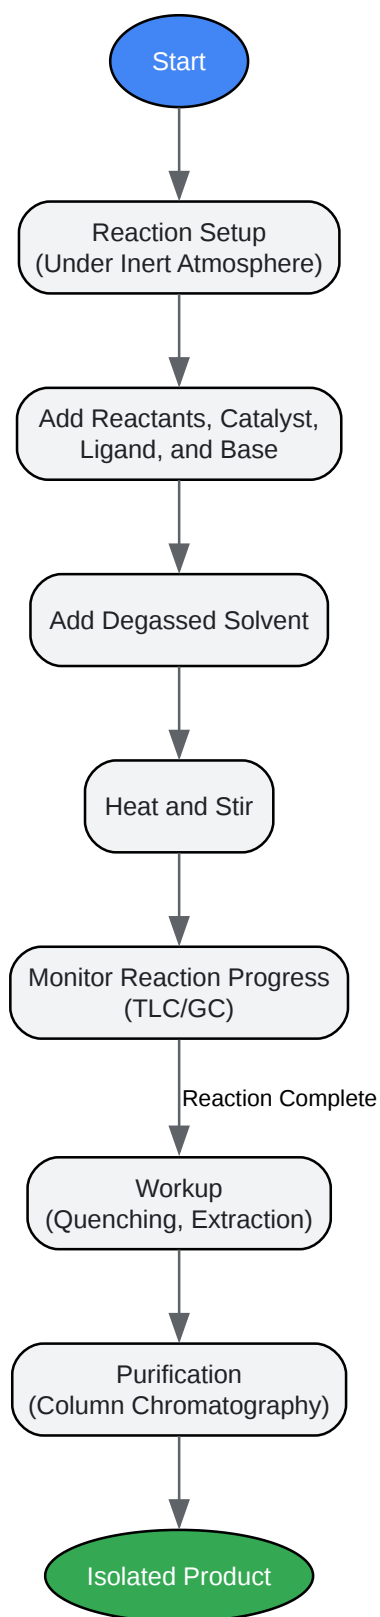 Start
Reaction Setup
(Under Inert Atmosphere)
Add Reactants, Catalyst,
Ligand, and Base
Add Degassed Solvent
Heat and Stir
Monitor Reaction Progress
(TLC/GC)
Reaction Complete
Workup
(Quenching, Extraction)
Purification
(Column Chromatography)
Isolated Product